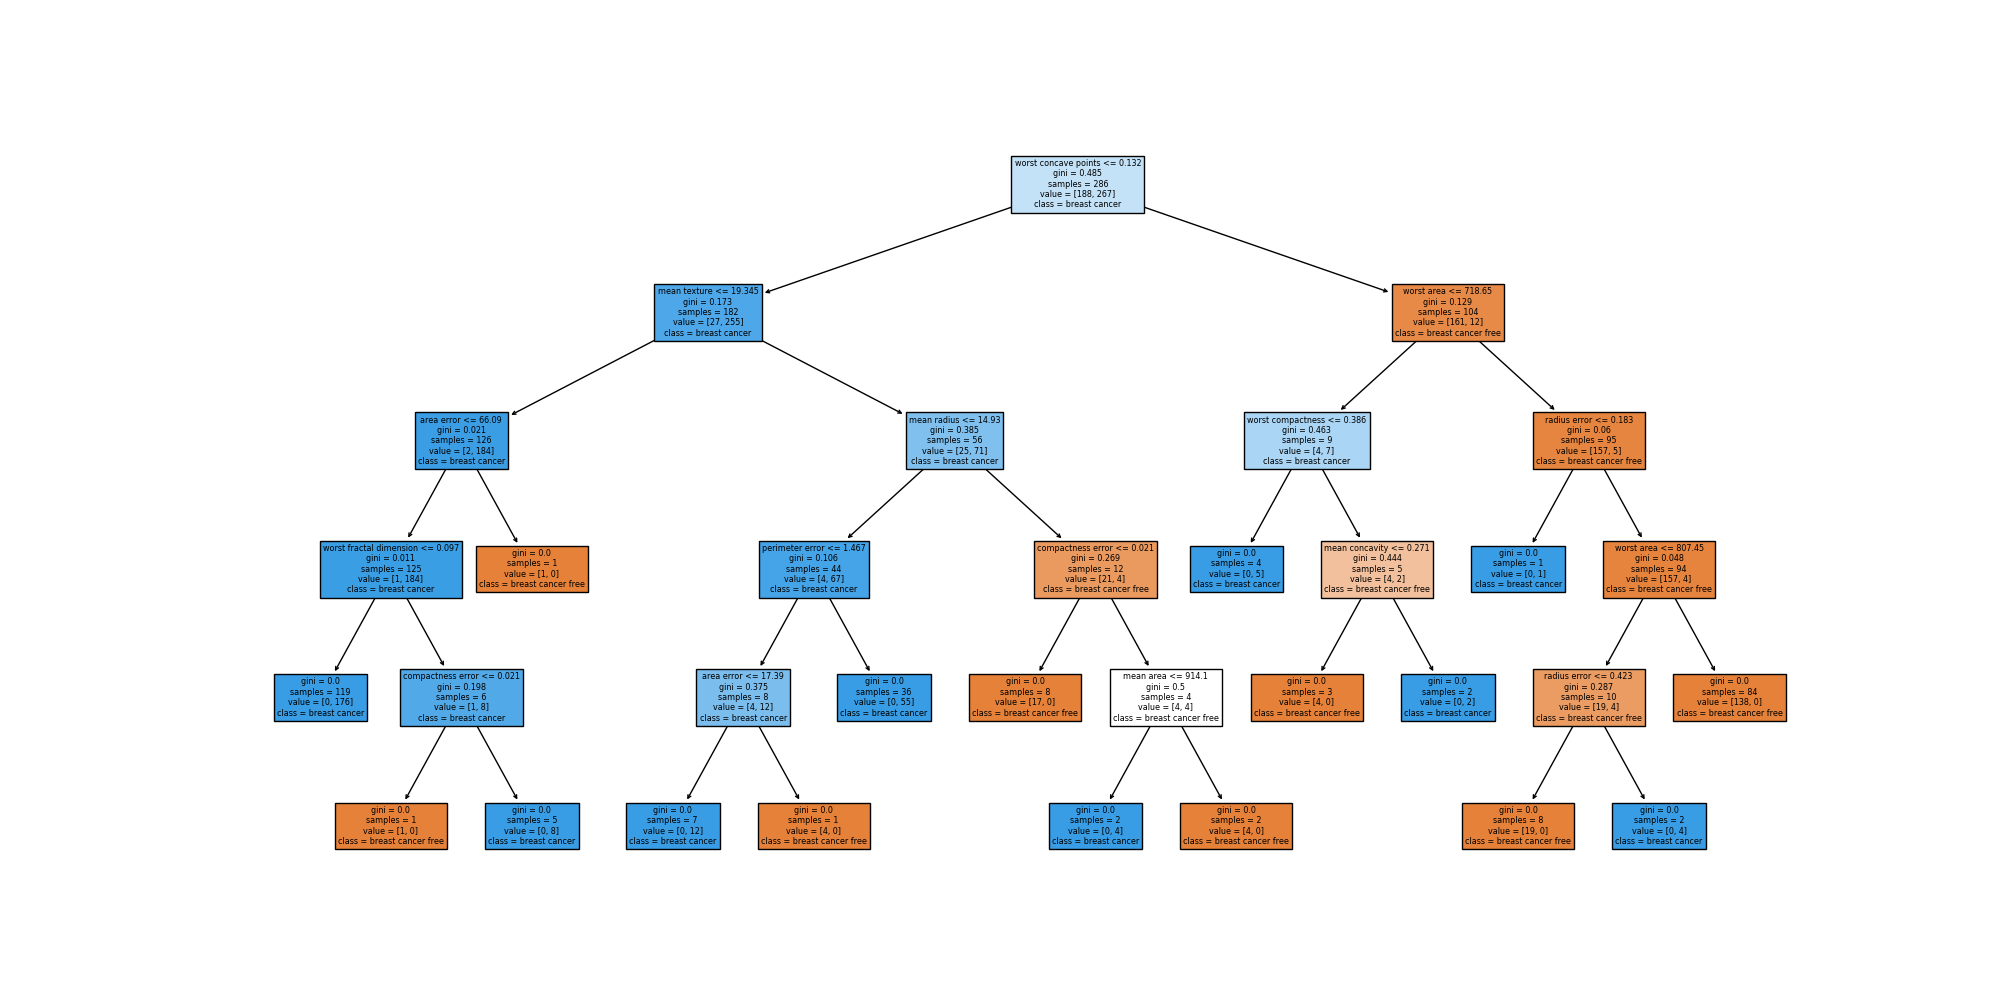 worst concave points <= 0.132
gini = 0.485
samples = 286
value = [188, 267]
class = breast cancer
mean texture <= 19.345
gini = 0.173
samples = 182
value = [27, 255]
class = breast cancer
worst area <= 718.65
gini = 0.129
samples = 104
value = [161, 12]
class = breast cancer free
area error <= 66.09
gini = 0.021
samples = 126
value = [2, 184]
class = breast cancer
mean radius <= 14.93
gini = 0.385
samples = 56
value = [25, 71]
class = breast cancer
worst compactness <= 0.386
gini = 0.463
samples = 9
value = [4, 7]
class = breast cancer
radius error <= 0.183
gini = 0.06
samples = 95
value = [157, 5]
class = breast cancer free
worst fractal dimension <= 0.097
gini = 0.011
samples = 125
value = [1, 184]
class = breast cancer
gini = 0.0
samples = 1
value = [1, 0]
class = breast cancer free
perimeter error <= 1.467
gini = 0.106
samples = 44
value = [4, 67]
class = breast cancer
compactness error <= 0.021
gini = 0.269
samples = 12
value = [21, 4]
class = breast cancer free
gini = 0.0
samples = 4
value = [0, 5]
class = breast cancer
mean concavity <= 0.271
gini = 0.444
samples = 5
value = [4, 2]
class = breast cancer free
gini = 0.0
samples = 1
value = [0, 1]
class = breast cancer
worst area <= 807.45
gini = 0.048
samples = 94
value = [157, 4]
class = breast cancer free
gini = 0.0
samples = 119
value = [0, 176]
class = breast cancer
compactness error <= 0.021
gini = 0.198
samples = 6
value = [1, 8]
class = breast cancer
area error <= 17.39
gini = 0.375
samples = 8
value = [4, 12]
class = breast cancer
gini = 0.0
samples = 36
value = [0, 55]
class = breast cancer
gini = 0.0
samples = 8
value = [17, 0]
class = breast cancer free
mean area <= 914.1
gini = 0.5
samples = 4
value = [4, 4]
class = breast cancer free
gini = 0.0
samples = 3
value = [4, 0]
class = breast cancer free
gini = 0.0
samples = 2
value = [0, 2]
class = breast cancer
radius error <= 0.423
gini = 0.287
samples = 10
value = [19, 4]
class = breast cancer free
gini = 0.0
samples = 84
value = [138, 0]
class = breast cancer free
gini = 0.0
samples = 1
value = [1, 0]
class = breast cancer free
gini = 0.0
samples = 5
value = [0, 8]
class = breast cancer
gini = 0.0
samples = 7
value = [0, 12]
class = breast cancer
gini = 0.0
samples = 1
value = [4, 0]
class = breast cancer free
gini = 0.0
samples = 2
value = [0, 4]
class = breast cancer
gini = 0.0
samples = 2
value = [4, 0]
class = breast cancer free
gini = 0.0
samples = 8
value = [19, 0]
class = breast cancer free
gini = 0.0
samples = 2
value = [0, 4]
class = breast cancer